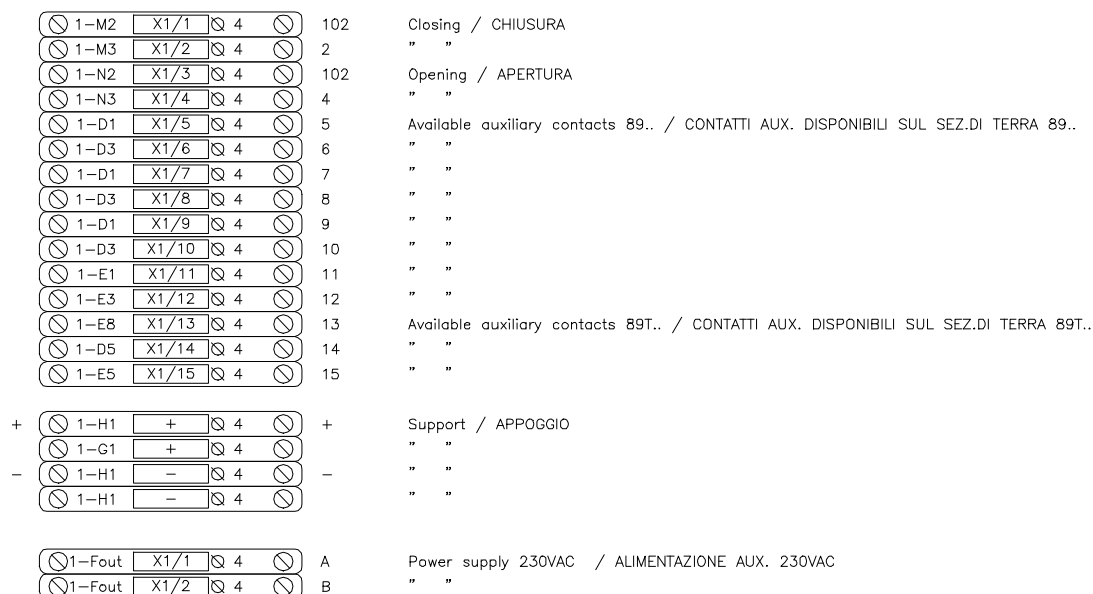 1-M2 X1/1 Ø 4 102 Closing / CHIUSURA
1-M3 X1/2 Ø 4 2 " "
1-N2 X1/3 Ø 4 102 Opening / APERTURA
1-N3 X1/4 Ø 4 4 " "
1-D1 X1/5 Ø 4 5 Available auxiliary contacts 89.. / CONTATTI AUX. DISPONIBILI SUL SEZ.DI TERRA 89..
1-D3 X1/6 Ø 4 6 " "
1-D1 X1/7 Ø 4 7 " "
1-D3 X1/8 Ø 4 8 " "
1-D1 X1/9 Ø 4 9 " "
1-D3 X1/10 Ø 4 10 " "
1-E1 X1/11 Ø 4 11 " "
1-E3 X1/12 Ø 4 12 " "
1-E8 X1/13 Ø 4 13 Available auxiliary contacts 89T.. / CONTATTI AUX. DISPONIBILI SUL SEZ.DI TERRA 89T..
1-D5 X1/14 Ø 4 14 " "
1-E5 X1/15 Ø 4 15 " "
+ 1-H1 + Ø 4 + Support / APPOGGIO
1-G1 + Ø 4 " "
- 1-H1 - Ø 4 - " "
1-H1 - Ø 4 " "
1-Fout X1/1 Ø 4 A Power supply 230VAC / ALIMENTAZIONE AUX. 230VAC
1-Fout X1/2 Ø 4 B " "